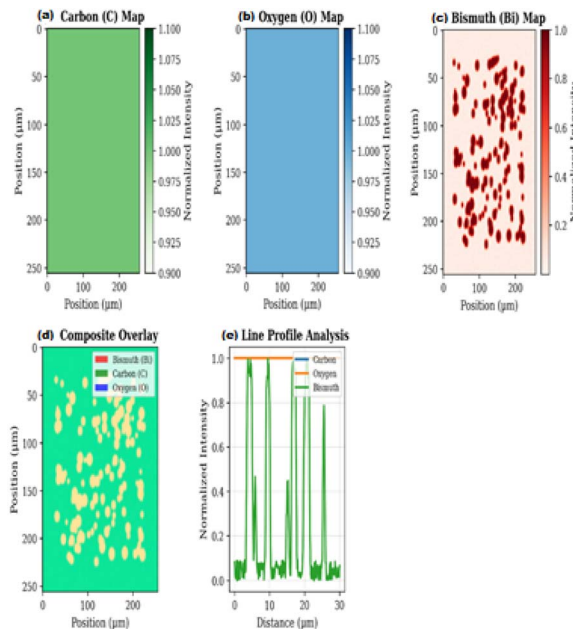 (a) Carbon (C) Map
0
50
100
150
200
250
0
100
200
Position (µm)
Position (µm)
1.100
1.075
1.050
1.025
1.000
0.975
0.950
0.925
0.900
Normalized Intensity
(b) Oxygen (O) Map
0
50
100
150
200
250
0
100
200
Position (µm)
Position (µm)
1.100
1.075
1.050
1.025
1.000
0.975
0.950
0.925
0.900
Normalized Intensity
(c) Bismuth (Bi) Map
0
50
100
150
200
250
0
100
200
Position (µm)
Position (µm)
1.0
0.8
0.6
0.4
0.2
Normalized Intensity
(d) Composite Overlay
Bismuth (Bi)
Carbon (C)
Oxygen (O)
0
50
100
150
200
250
0
100
200
Position (µm)
Position (µm)
(e) Line Profile Analysis
Carbon
Oxygen
Bismuth
1.0
0.8
0.6
0.4
0.2
0.0
Normalized Intensity
0
10
20
30
Distance (µm)